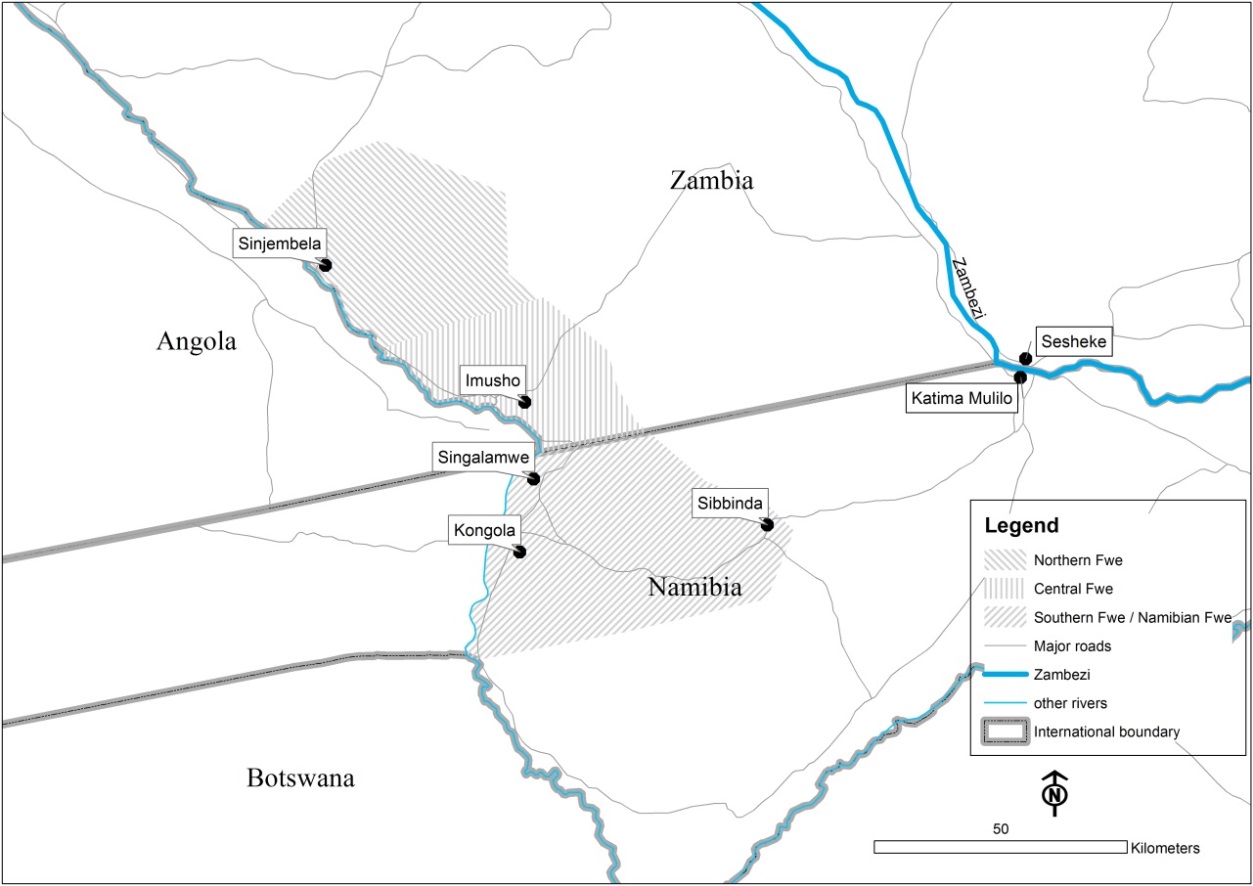 Zambia
Sinjembela
Zambezi
Angola
Sesheke
Imusho
Katima Mulilo
Singalamwe
Sibbinda
Kongola
Namibia
Botswana
Legend
Northern Fwe
Central Fwe
Southern Fwe / Namibian Fwe
Major roads
Zambezi
other rivers
International boundary
N
50
Kilometers